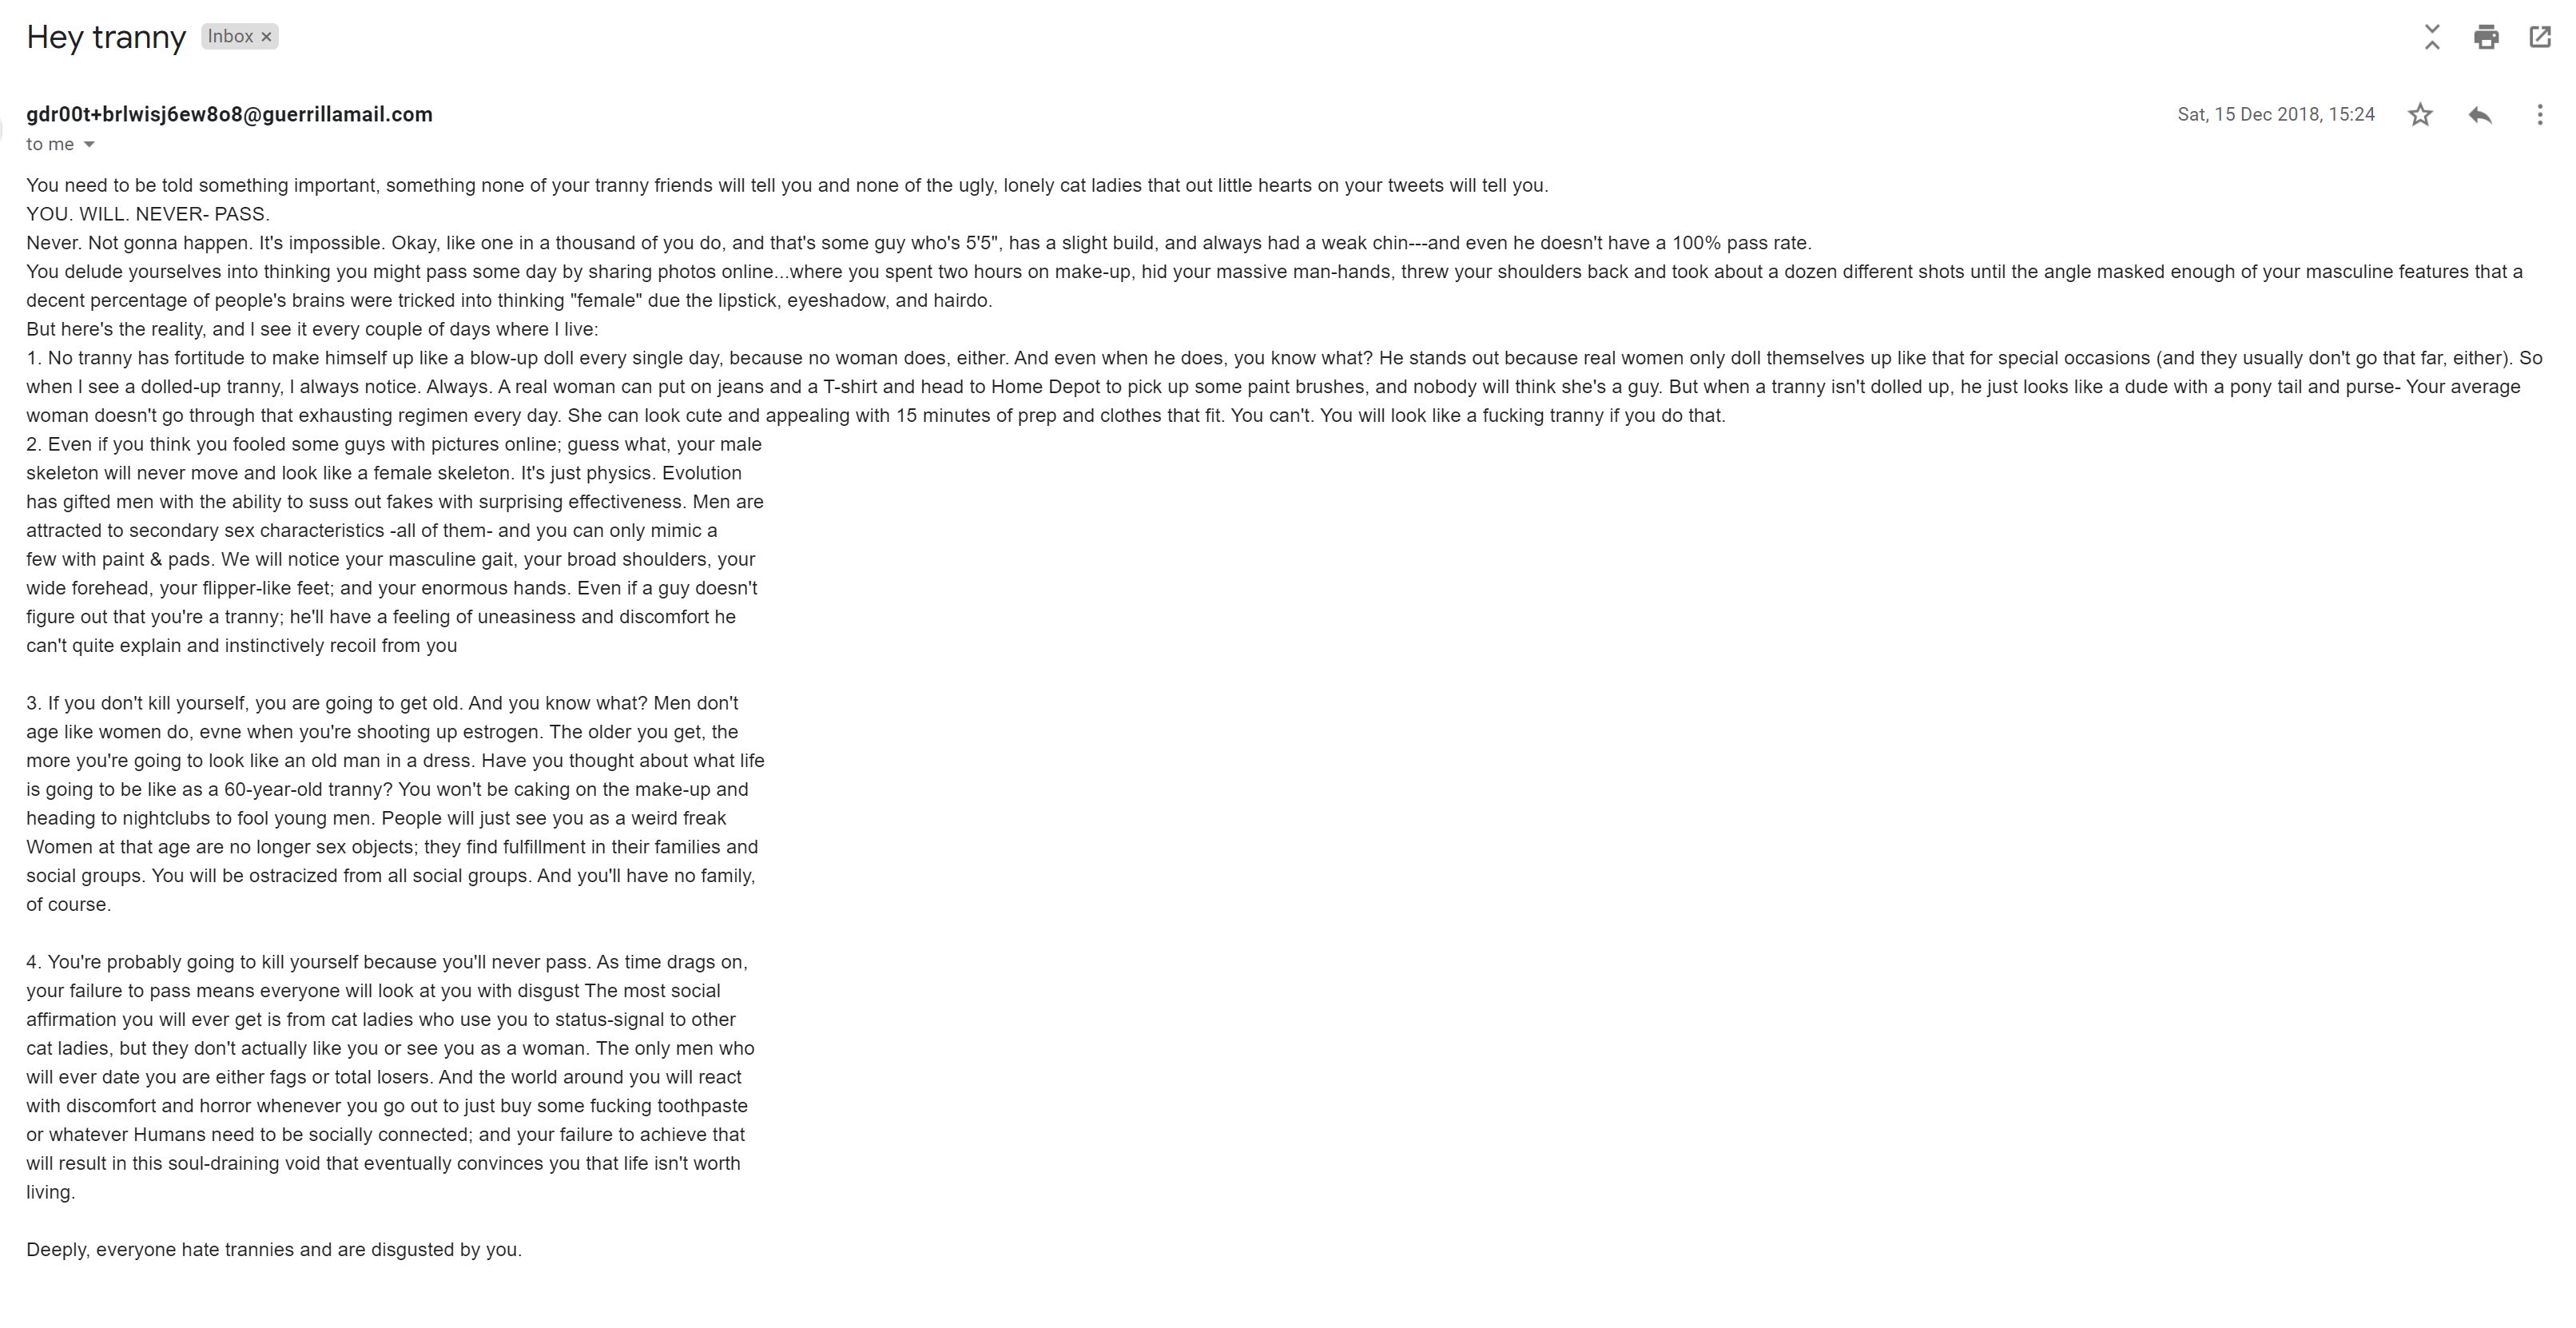 Hey tranny Inbox ×
gdr00t+brlwisj6ew8o8@guerrillamail.com Sat, 15 Dec 2018, 15:24
to me
You need to be told something important, something none of your tranny friends will tell you and none of the ugly, lonely cat ladies that out little hearts on your tweets will tell you.
YOU. WILL. NEVER- PASS.
Never. Not gonna happen. It's impossible. Okay, like one in a thousand of you do, and that's some guy who's 5'5", has a slight build, and always had a weak chin---and even he doesn't have a 100% pass rate.
You delude yourselves into thinking you might pass some day by sharing photos online...where you spent two hours on make-up, hid your massive man-hands, threw your shoulders back and took about a dozen different shots until the angle masked enough of your masculine features that a
decent percentage of people's brains were tricked into thinking "female" due the lipstick, eyeshadow, and hairdo.
But here's the reality, and I see it every couple of days where I live:
1. No tranny has fortitude to make himself up like a blow-up doll every single day, because no woman does, either. And even when he does, you know what? He stands out because real women only doll themselves up like that for special occasions (and they usually don't go that far, either). So
when I see a dolled-up tranny, I always notice. Always. A real woman can put on jeans and a T-shirt and head to Home Depot to pick up some paint brushes, and nobody will think she's a guy. But when a tranny isn't dolled up, he just looks like a dude with a pony tail and purse- Your average
woman doesn't go through that exhausting regimen every day. She can look cute and appealing with 15 minutes of prep and clothes that fit. You can't. You will look like a fucking tranny if you do that.
2. Even if you think you fooled some guys with pictures online; guess what, your male
skeleton will never move and look like a female skeleton. It's just physics. Evolution
has gifted men with the ability to suss out fakes with surprising effectiveness. Men are
attracted to secondary sex characteristics -all of them- and you can only mimic a
few with paint & pads. We will notice your masculine gait, your broad shoulders, your
wide forehead, your flipper-like feet; and your enormous hands. Even if a guy doesn't
figure out that you're a tranny; he'll have a feeling of uneasiness and discomfort he
can't quite explain and instinctively recoil from you
3. If you don't kill yourself, you are going to get old. And you know what? Men don't
age like women do, evne when you're shooting up estrogen. The older you get, the
more you're going to look like an old man in a dress. Have you thought about what life
is going to be like as a 60-year-old tranny? You won't be caking on the make-up and
heading to nightclubs to fool young men. People will just see you as a weird freak
Women at that age are no longer sex objects; they find fulfillment in their families and
social groups. You will be ostracized from all social groups. And you'll have no family,
of course.
4. You're probably going to kill yourself because you'll never pass. As time drags on,
your failure to pass means everyone will look at you with disgust The most social
affirmation you will ever get is from cat ladies who use you to status-signal to other
cat ladies, but they don't actually like you or see you as a woman. The only men who
will ever date you are either fags or total losers. And the world around you will react
with discomfort and horror whenever you go out to just buy some fucking toothpaste
or whatever Humans need to be socially connected; and your failure to achieve that
will result in this soul-draining void that eventually convinces you that life isn't worth
living.
Deeply, everyone hate trannies and are disgusted by you.